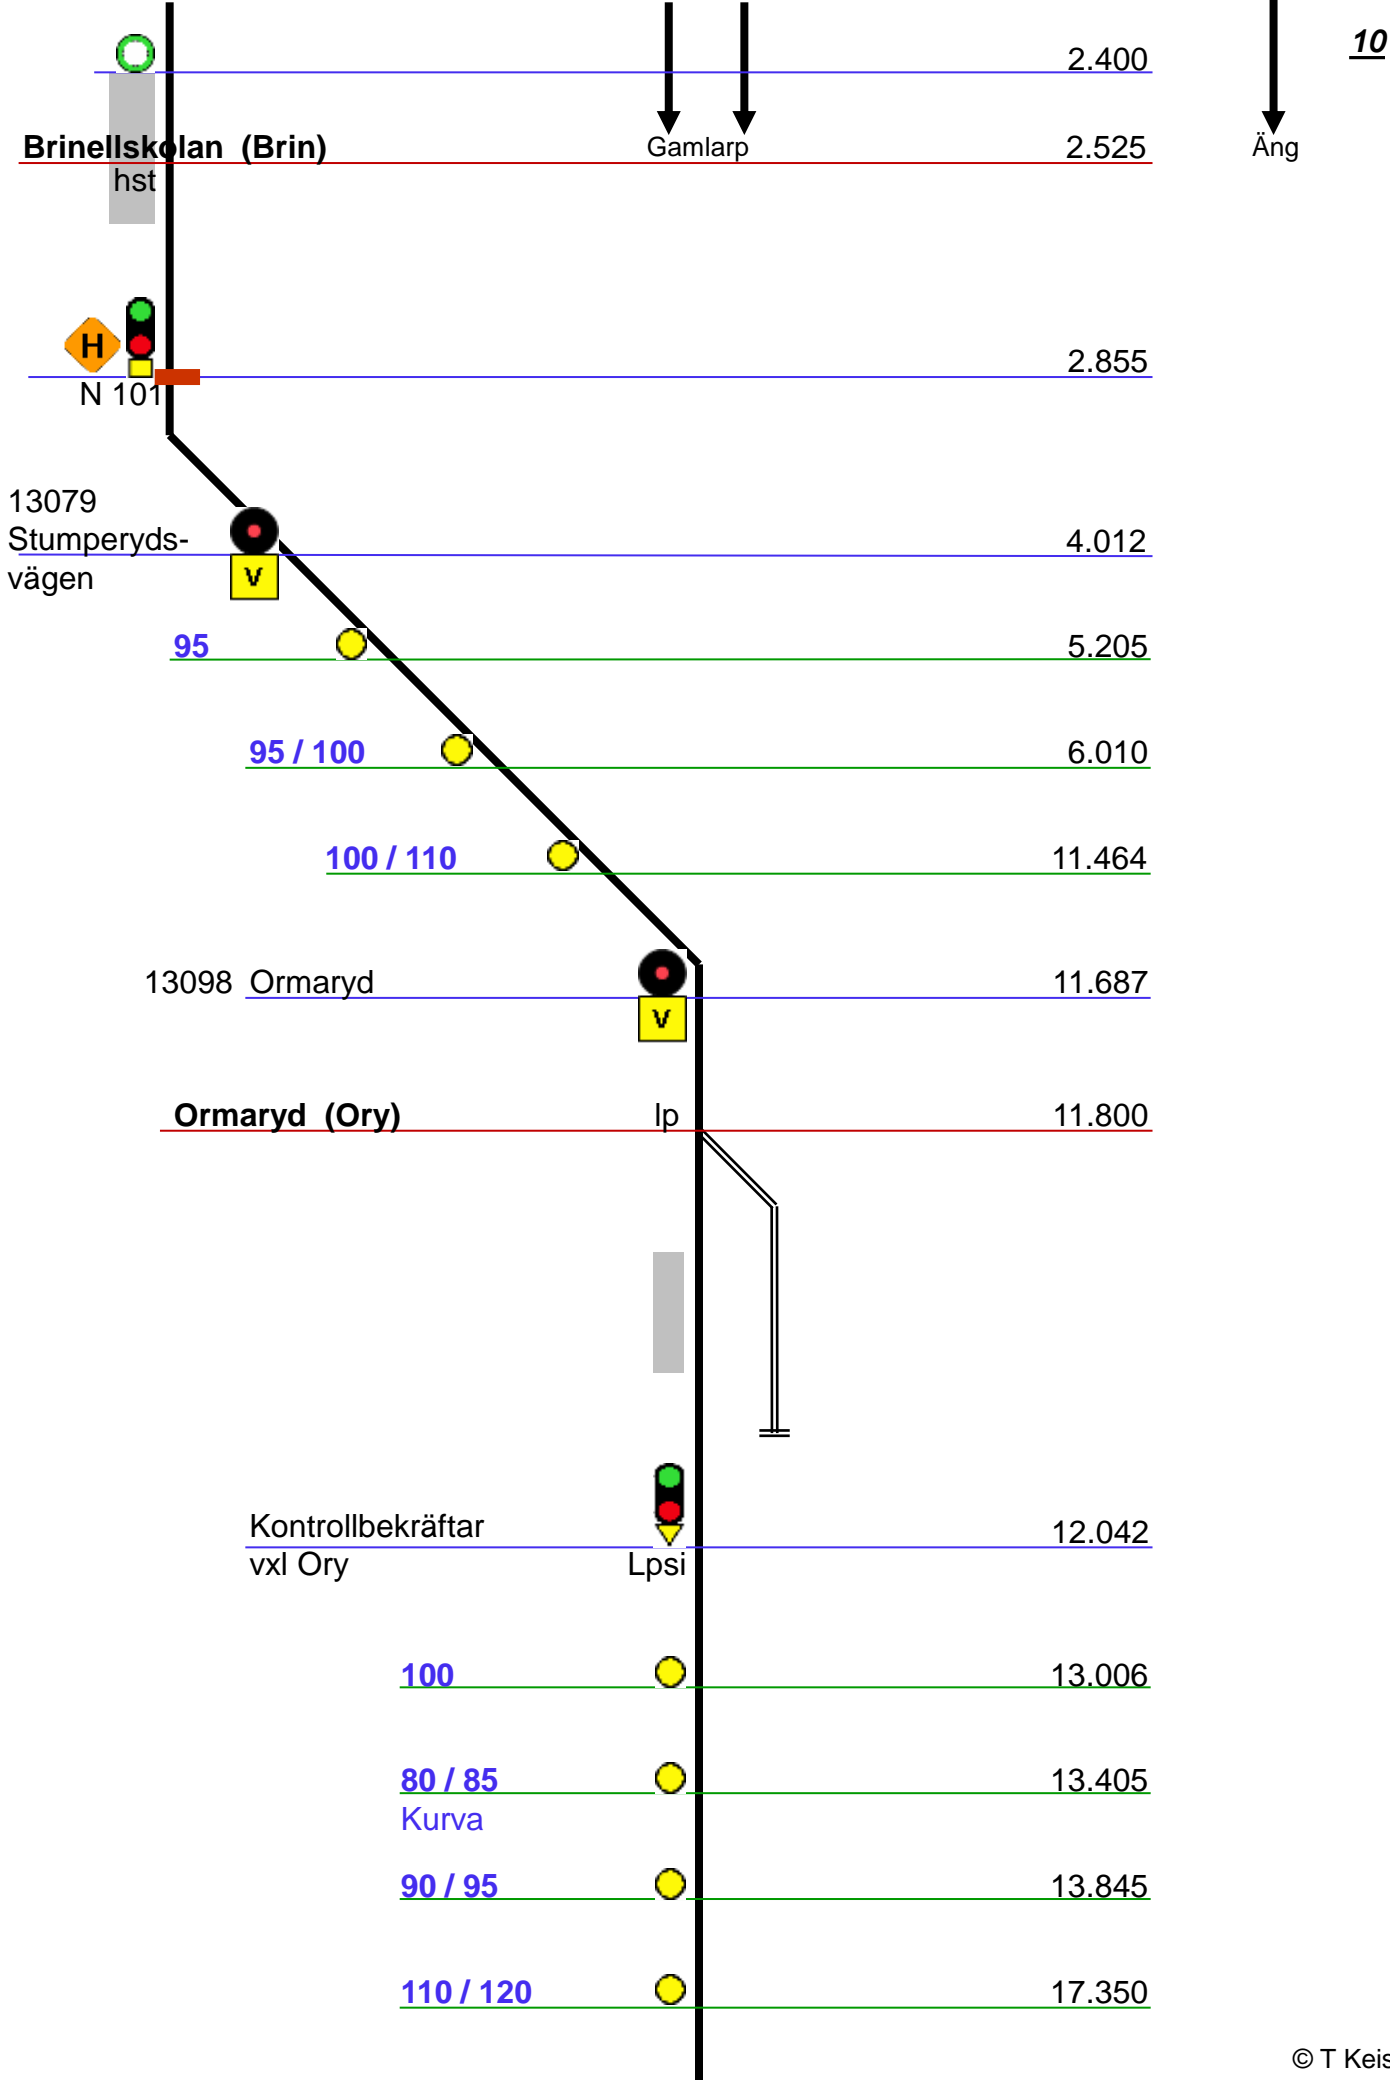 10
2.400
Brinellskolan (Brin)
Gamlarp
2.525
Äng
hst
H
2.855
N 101
13079
Stumperyds-
vägen
V
4.012
95
5.205
95 / 100
6.010
100 / 110
11.464
13098 Ormaryd
11.687
V
Ormaryd (Ory)
lp
11.800
Kontrollbekräftar
vxl Ory
Lpsi
12.042
100
13.006
80 / 85
Kurva
13.405
90 / 95
13.845
110 / 120
17.350
© T Keis